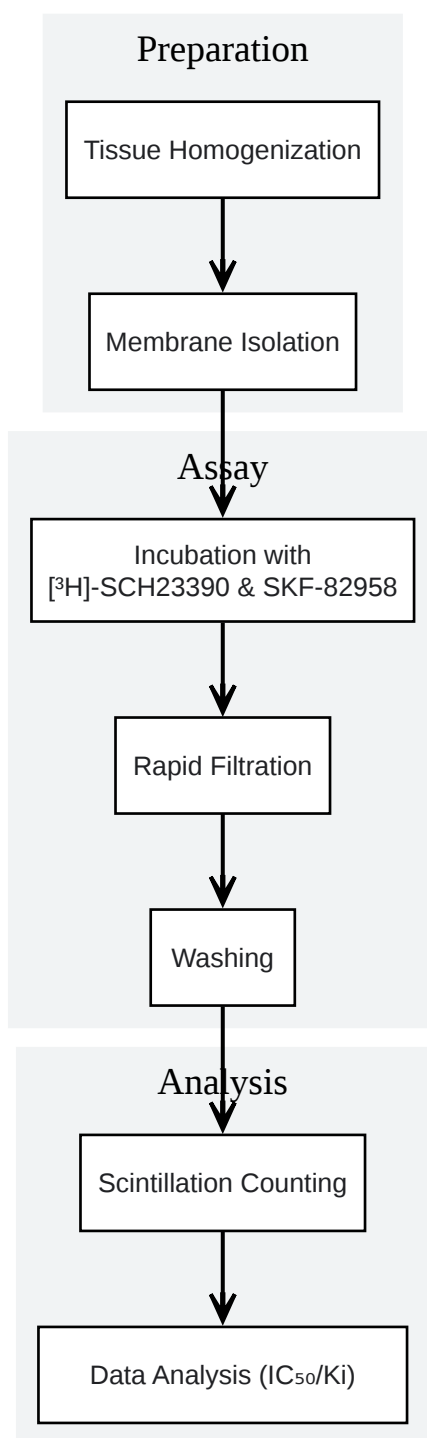 Preparation
Tissue Homogenization
Membrane Isolation
Assay
Incubation with
[³H]-SCH23390 & SKF-82958
Rapid Filtration
Washing
Analysis
Scintillation Counting
Data Analysis (IC₅₀/Ki)